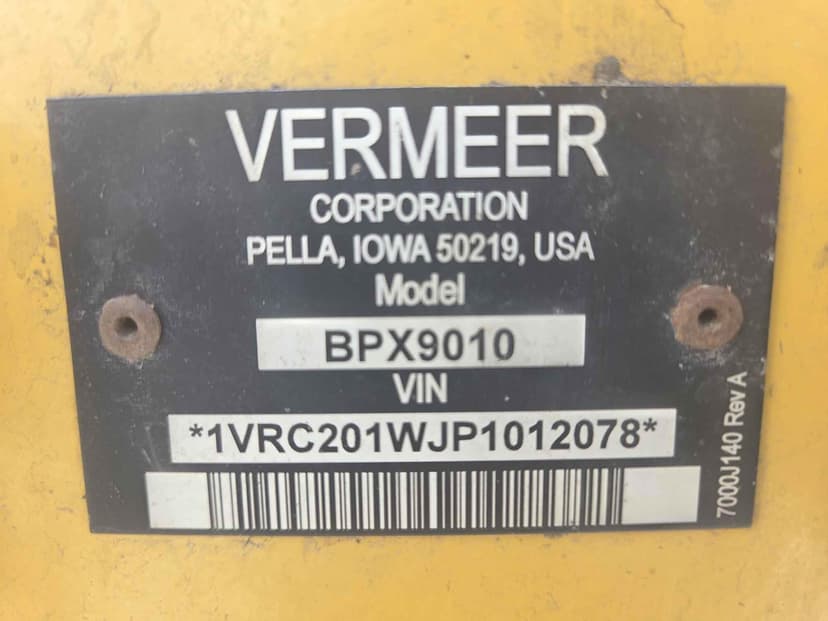 VERMEER
CORPORATION
PELLA, IOWA 50219, USA
Model
BPX9010
VIN
*1VRC201WJP1012078*
7000J140 Rev A